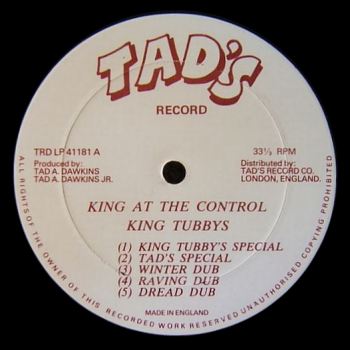 TAD's
RECORD
TRD LP 41181 A
33⅓ RPM
Produced by:
TAD A. DAWKINS
TAD A. DAWKINS JR.
Distributed by:
TAD'S RECORD CO.
LONDON, ENGLAND.
KING AT THE CONTROL
KING TUBBYS
(1) KING TUBBY'S SPECIAL
(2) TAD'S SPECIAL
(3) WINTER DUB
(4) RAVING DUB
(5) DREAD DUB
MADE IN ENGLAND
ALL RIGHTS OF THE OWNER OF THIS RECORDED WORK RESERVED UNAUTHORISED COPYING PROHIBITED